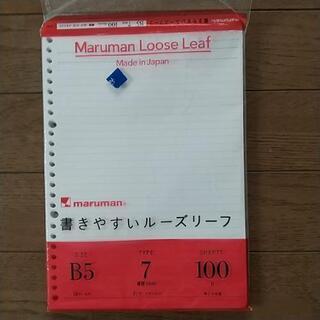 Maruman Loose Leaf
Made in Japan
maruman®
書きやすいルーズリーフ
SIZE TYPE SHEETS
B5 7 100